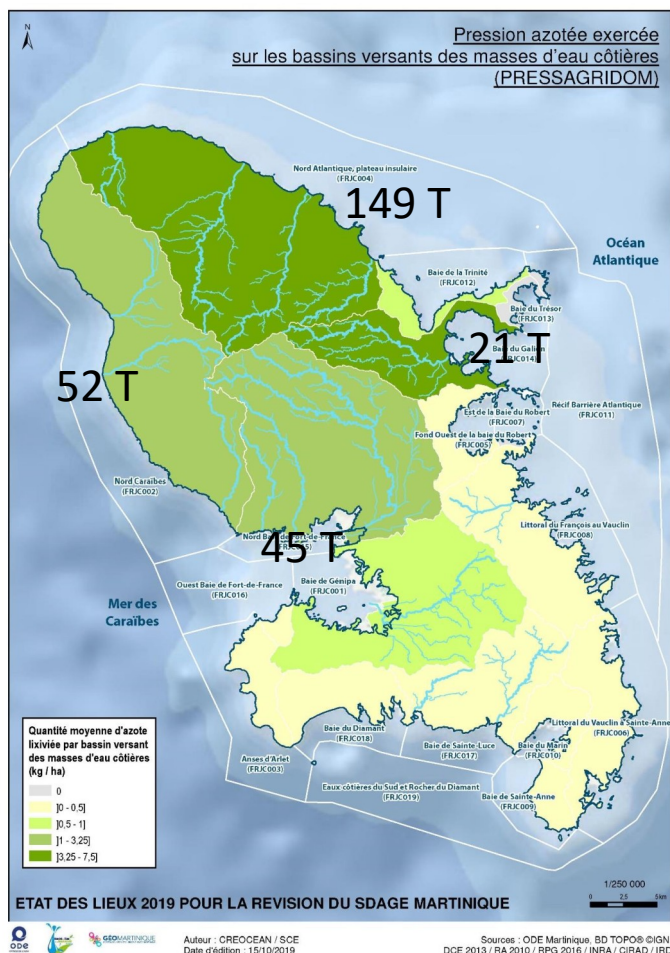 Pression azotée exercée
sur les bassins versants des masses d'eau côtières
(PRESSAGRIDOM)
N
Nord Atlantique, plateau insulaire
(FRJC004)
149 T
Océan
Atlantique
Baie de la Trinité
(FRJC012)
Baie du Trésor
(FRJC013)
21 T
Baie du Galion
52 T
Récif Barrière Atlantique
(FRJC011)
Est de la Baie du Robert
(FRJC007)
Fond Ouest de la baie du Robert
(FRJC005)
Nord Caraïbes
(FRJC002)
Littoral du François au Vauclin
(FRJC008)
45 T
Ouest Baie de Fort-de-France
(FRJC016)
Baie de Génipa
(FRJC001)
Mer des
Caraïbes
Littoral du Vauclin à Sainte-Anne
(FRJC006)
Baie du Diamant
(FRJC018)
Baie de Sainte-Luce
(FRJC017)
Baie du Marin
(FRJC010)
Anses d'Arlet
(FRJC003)
Eaux côtières du Sud et Rocher du Diamant
(FRJC019)
Baie de Sainte-Anne
(FRJC009)
Quantité moyenne d'azote
lixiviée par bassin versant
des masses d'eau côtières
(kg / ha)
0
]0 - 0,5]
]0,5 - 1]
]1 - 3,25]
]3,25 - 7,5]
1/250 000
0 2,5 5 km
ETAT DES LIEUX 2019 POUR LA REVISION DU SDAGE MARTINIQUE
ODE
GÉOMARTINIQUE
Auteur : CREOCEAN / SCE
Date d'édition : 15/10/2019
Sources : ODE Martinique, BD TOPO® ©IGN
DCE 2013 / RA 2010 / RPG 2016 / INRA / CIRAD / IRD